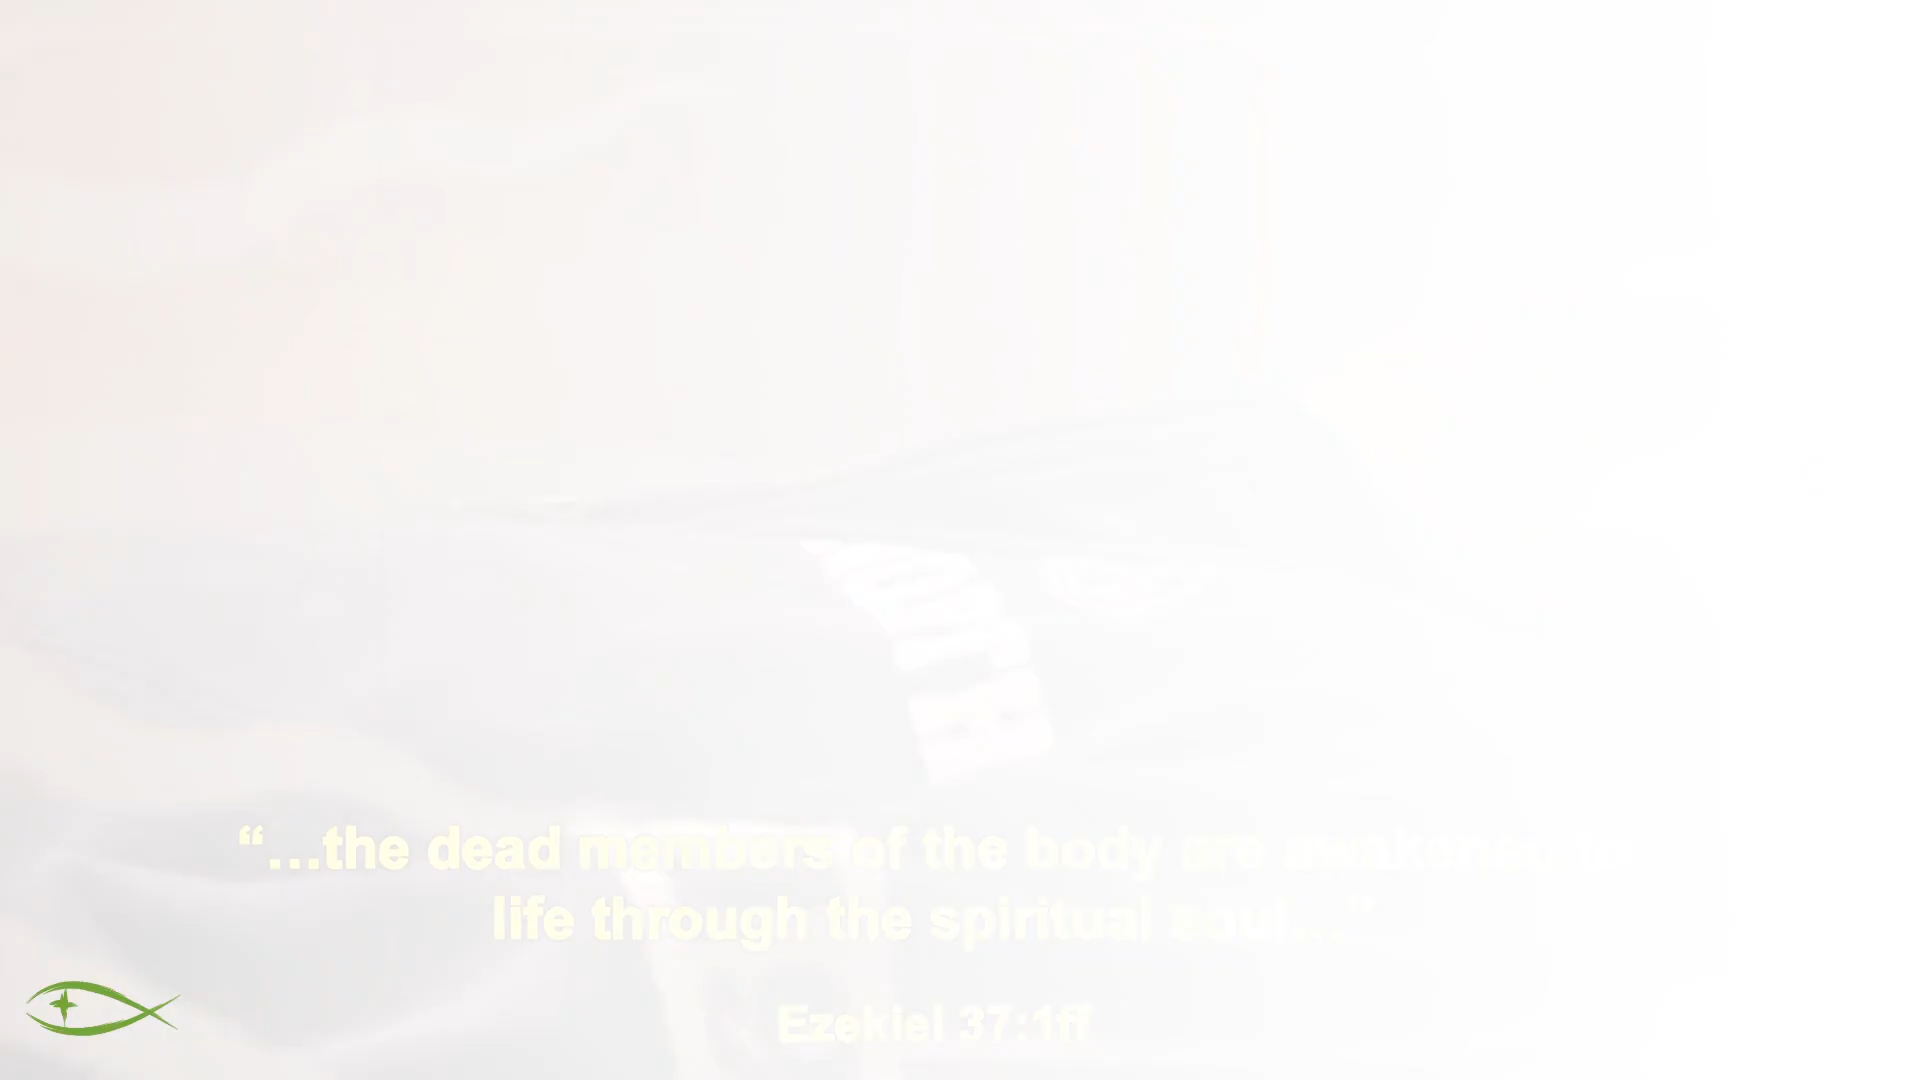 “...the dead members of the body are awakened to
life through the spiritual soul...”
Ezekiel 37:1ff